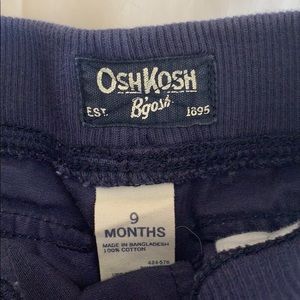 OSHKOSH
EST. B'gosh 1895
9
MONTHS
MADE IN BANGLADESH
100% COTTON